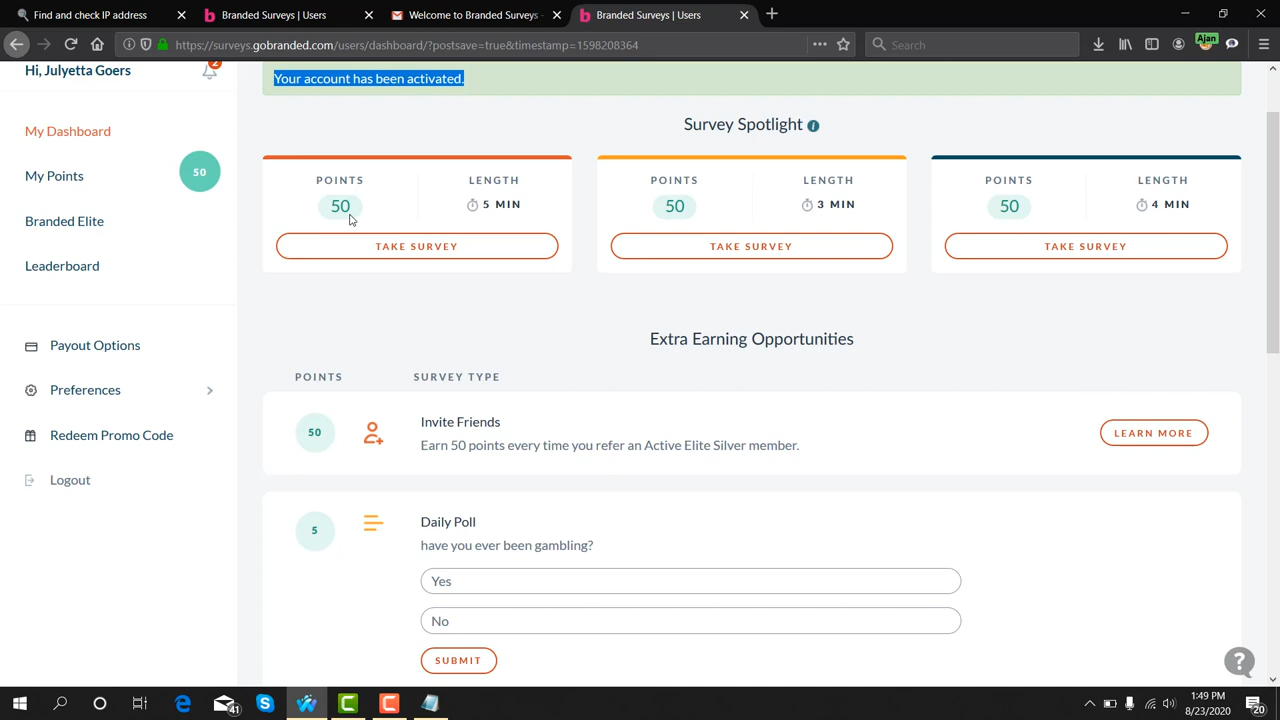 Find and check IP address
Branded Surveys | Users
Welcome to Branded Surveys -
Branded Surveys | Users
https://surveys.gobranded.com/users/dashboard/?postsave=true&timestamp=1598208364
Search
Ajan
Hi, Julyetta Goers
2
My Dashboard
My Points
50
Branded Elite
Leaderboard
Payout Options
Preferences
Redeem Promo Code
Logout
Your account has been activated.
Survey Spotlight
POINTS
LENGTH
50
5 MIN
TAKE SURVEY
POINTS
LENGTH
50
3 MIN
TAKE SURVEY
POINTS
LENGTH
50
4 MIN
TAKE SURVEY
Extra Earning Opportunities
POINTS
SURVEY TYPE
50
Invite Friends
Earn 50 points every time you refer an Active Elite Silver member.
LEARN MORE
5
Daily Poll
have you ever been gambling?
Yes
No
SUBMIT
?
41
1:49 PM
8/23/2020
20